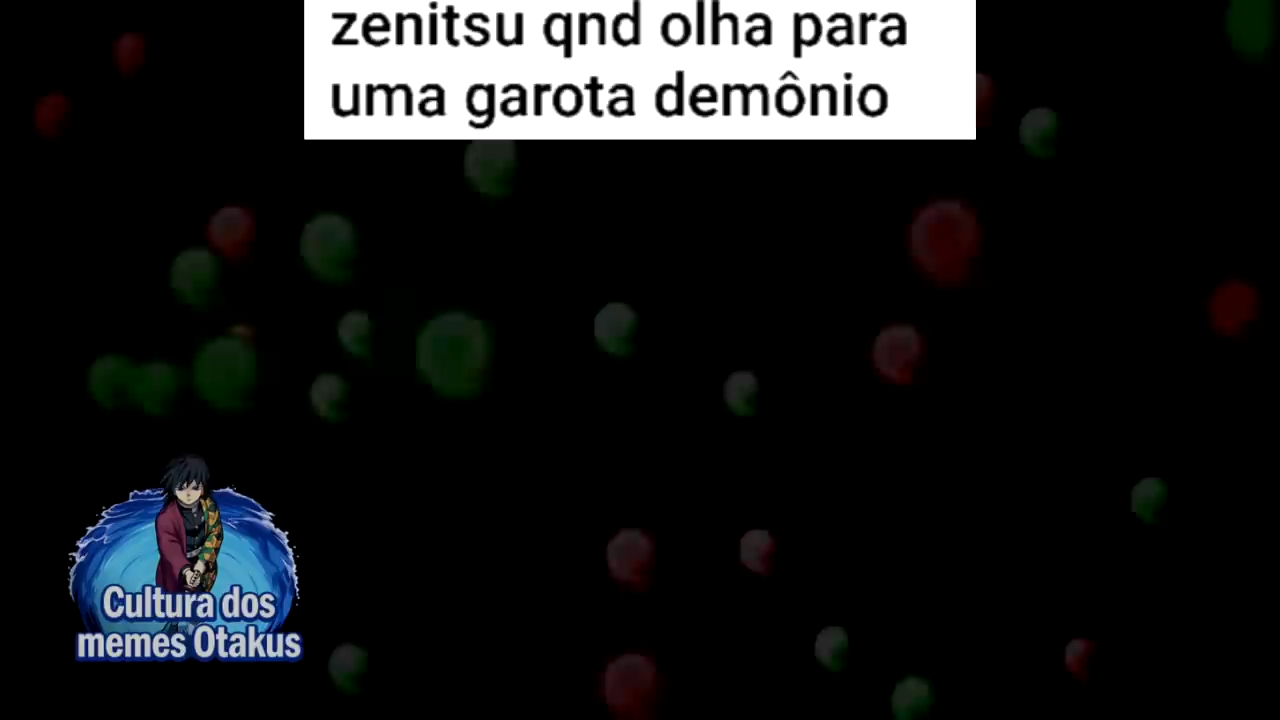 zenitsu qnd olha para
uma garota demônio
Cultura dos
memes Otakus